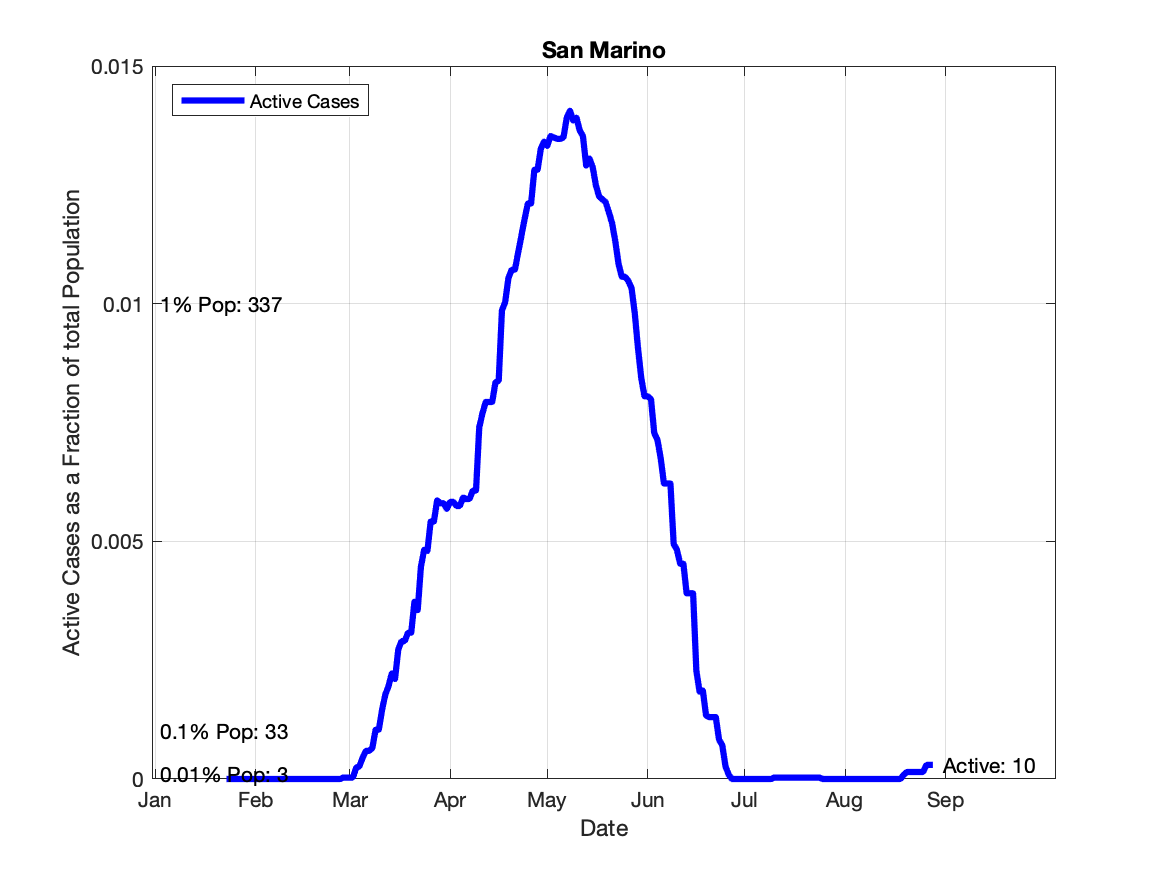 San Marino
Active Cases
Active Cases as a Fraction of total Population
0.015
0.01
0.005
0
1% Pop: 337
0.1% Pop: 33
0.01% Pop: 3
Active: 10
Jan Feb Mar Apr May Jun Jul Aug Sep
Date